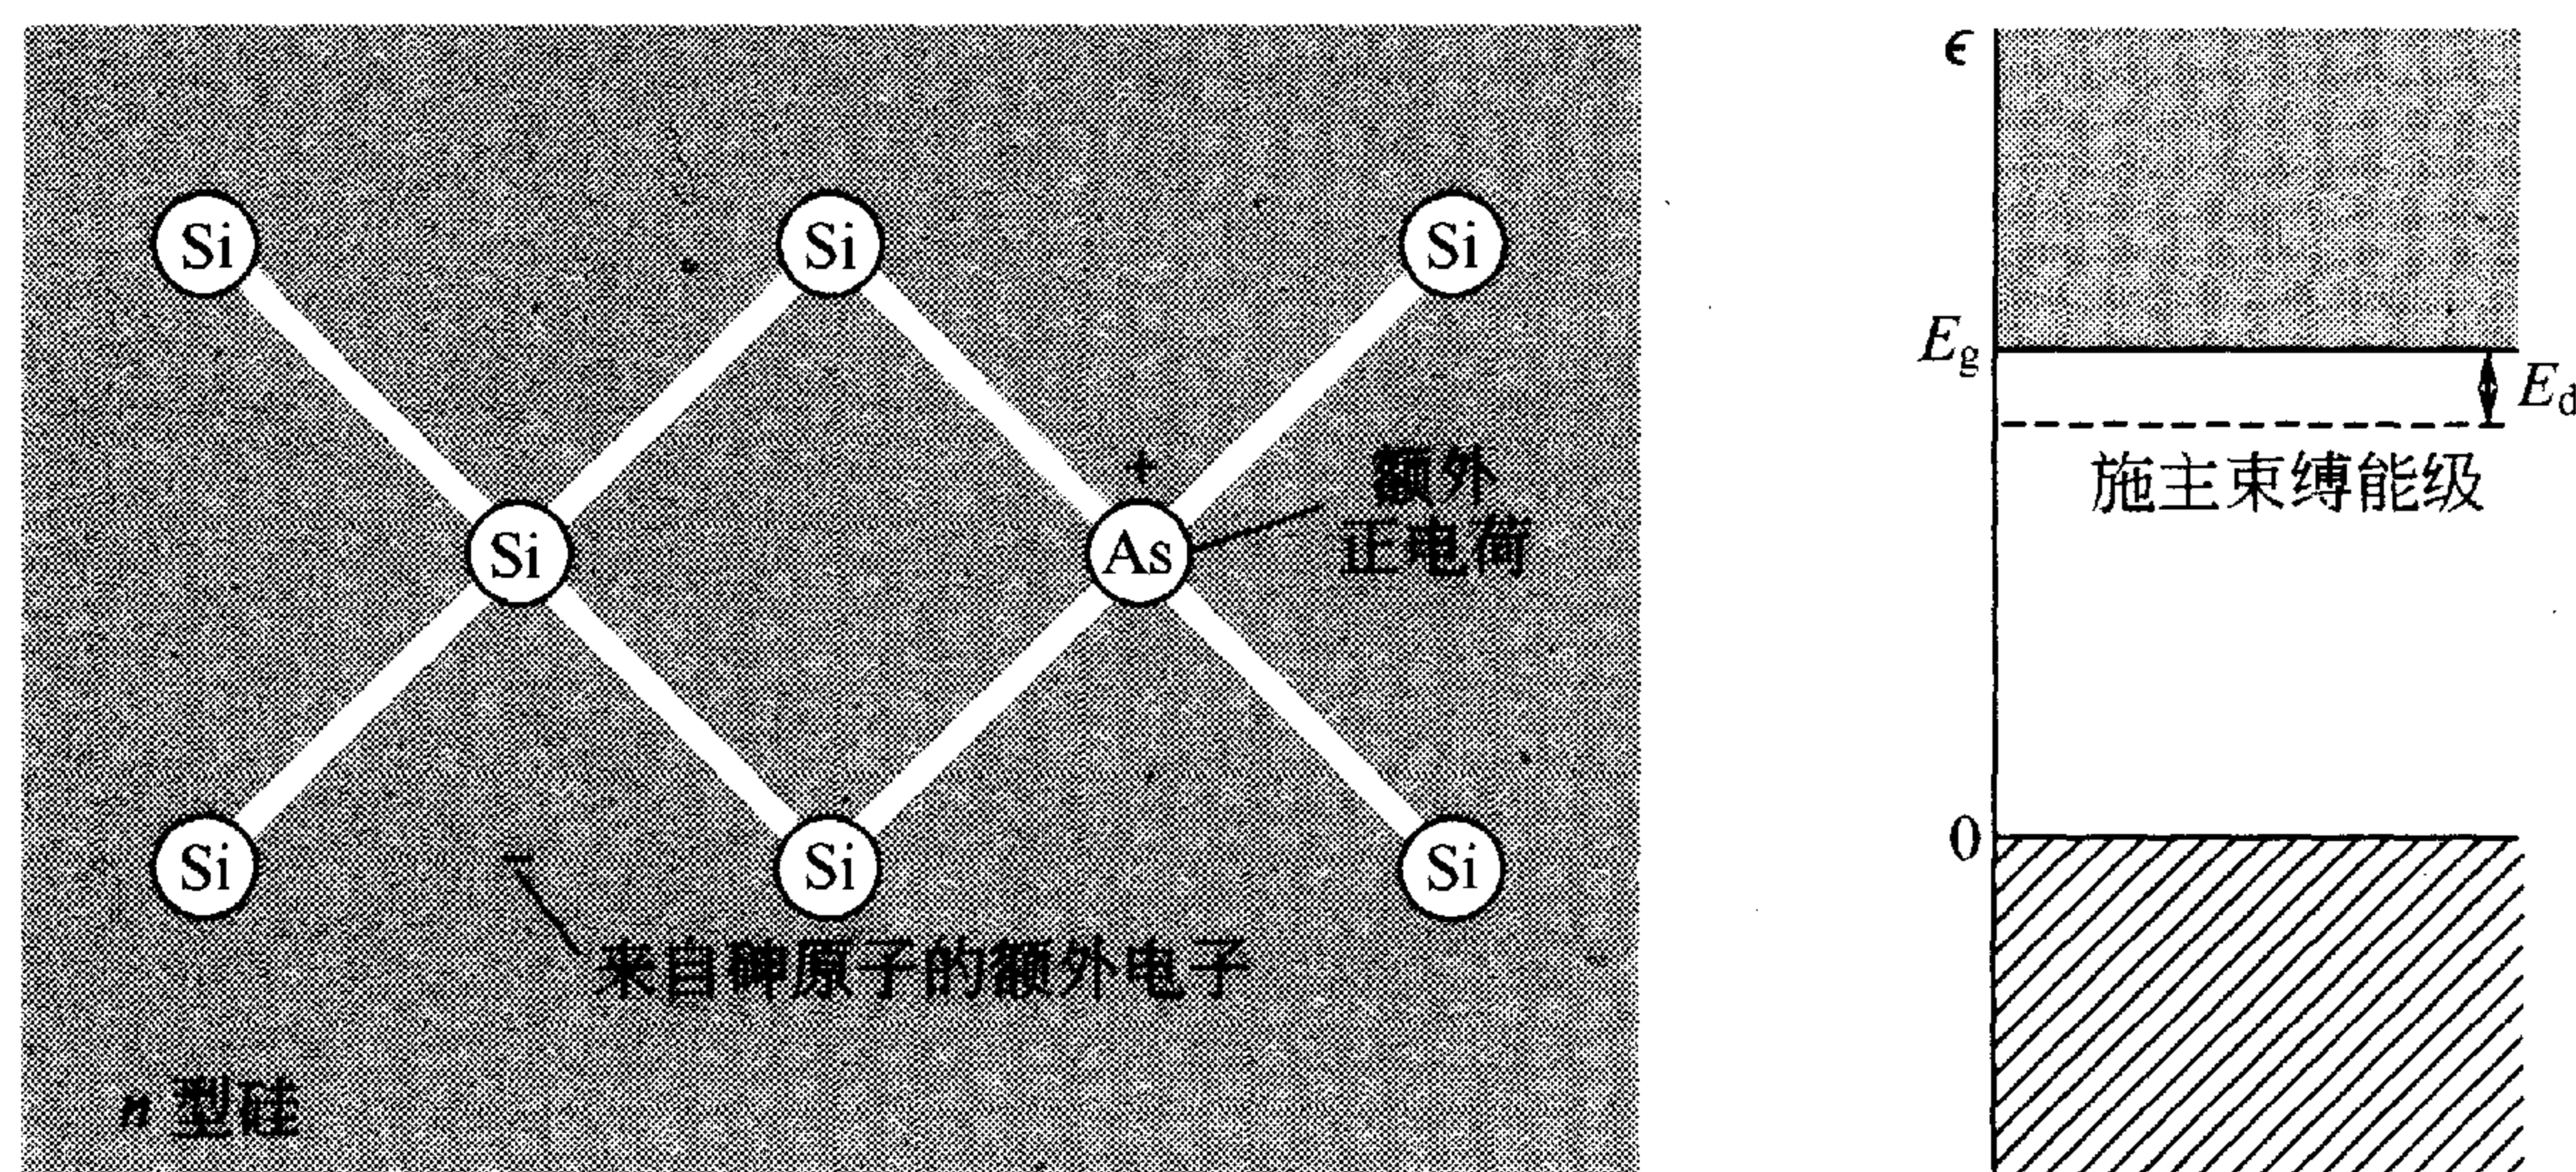 Si Si Si
+
额外
正电荷
Si As
Si − Si Si
来自砷原子的额外电子
n 型硅
ϵ
E_g
E_d
施主束缚能级
0